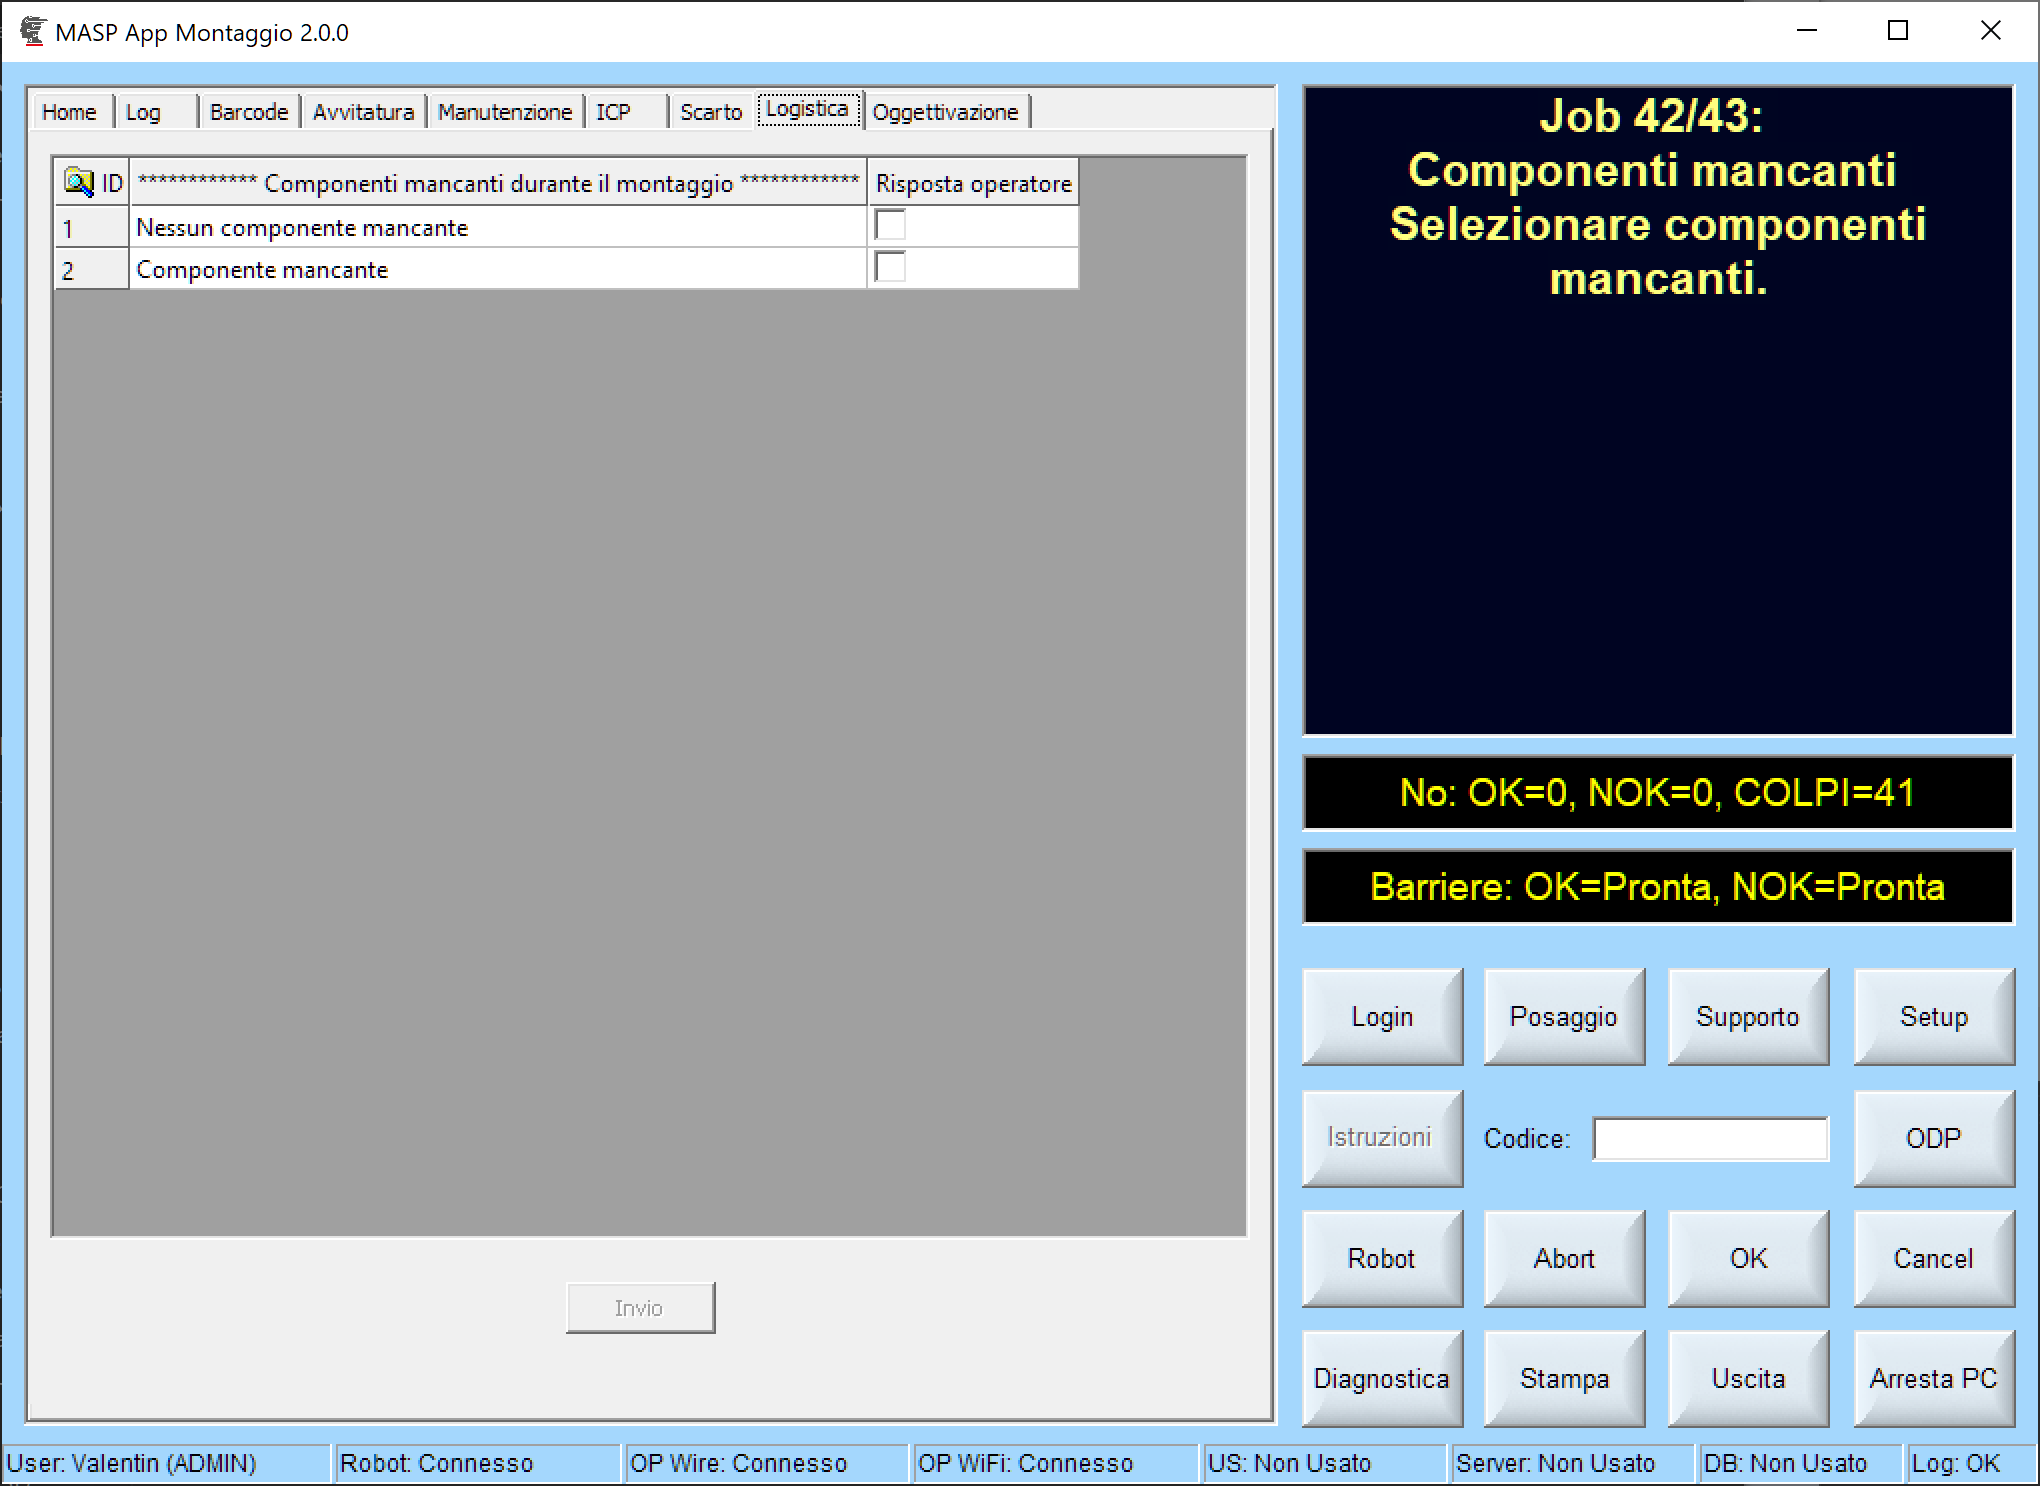 MASP App Montaggio 2.0.0
Home Log Barcode Avvitatura Manutenzione ICP Scarto Logistica Oggettivazione
ID ************ Componenti mancanti durante il montaggio ************ Risposta operatore
1 Nessun componente mancante
2 Componente mancante
Invio
Job 42/43:
Componenti mancanti
Selezionare componenti
mancanti.
No: OK=0, NOK=0, COLPI=41
Barriere: OK=Pronta, NOK=Pronta
Login Posaggio Supporto Setup
Istruzioni Codice: ODP
Robot Abort OK Cancel
Diagnostica Stampa Uscita Arresta PC
User: Valentin (ADMIN) Robot: Connesso OP Wire: Connesso OP WiFi: Connesso US: Non Usato Server: Non Usato DB: Non Usato Log: OK